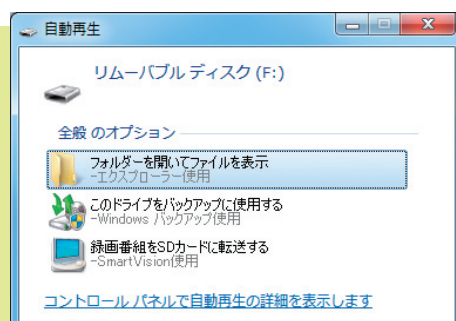 自動再生
リムーバブル ディスク (F:)
全般 のオプション
フォルダーを開いてファイルを表示
-エクスプローラー使用
このドライブをバックアップに使用する
-Windows バックアップ使用
録画番組をSDカードに転送する
-SmartVision使用
コントロール パネルで自動再生の詳細を表示します